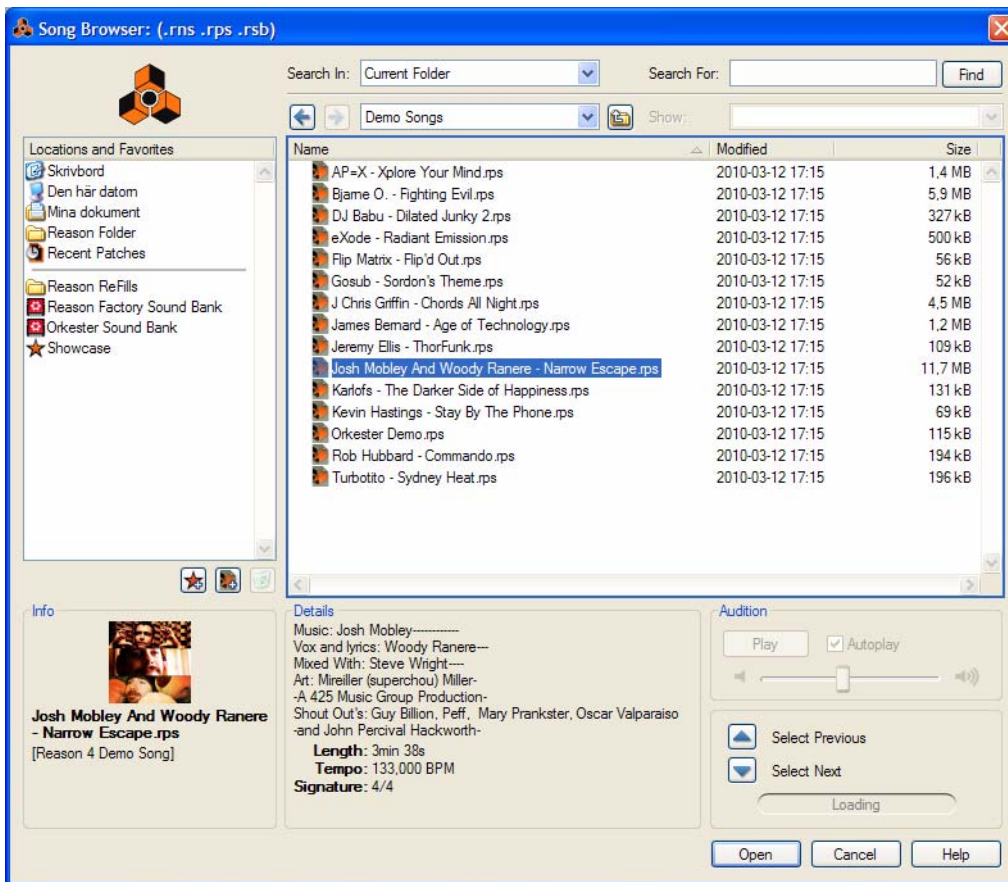 Song Browser: (.rns .rps .rsb)
Search In: Current Folder Search For: Find
Demo Songs Show:
Locations and Favorites
Skrivbord
Den här datorn
Mina dokument
Reason Folder
Recent Patches
Reason ReFills
Reason Factory Sound Bank
Orkester Sound Bank
Showcase
Name Modified Size
AP=X - Xplore Your Mind.rps 2010-03-12 17:15 1,4 MB
Bjarne O. - Fighting Evil.rps 2010-03-12 17:15 5,9 MB
DJ Babu - Dilated Junky 2.rps 2010-03-12 17:15 327 kB
eXode - Radiant Emission.rps 2010-03-12 17:15 500 kB
Flip Matrix - Flip'd Out.rps 2010-03-12 17:15 56 kB
Gosub - Sordon's Theme.rps 2010-03-12 17:15 52 kB
J Chris Griffin - Chords All Night.rps 2010-03-12 17:15 4,5 MB
James Bernard - Age of Technology.rps 2010-03-12 17:15 1,2 MB
Jeremy Ellis - ThorFunk.rps 2010-03-12 17:15 109 kB
Josh Mobley And Woody Ranere - Narrow Escape.rps 2010-03-12 17:15 11,7 MB
Karlofs - The Darker Side of Happiness.rps 2010-03-12 17:15 131 kB
Kevin Hastings - Stay By The Phone.rps 2010-03-12 17:15 69 kB
Orkester Demo.rps 2010-03-12 17:15 115 kB
Rob Hubbard - Commando.rps 2010-03-12 17:15 194 kB
Turbotito - Sydney Heat.rps 2010-03-12 17:15 196 kB
Info
Josh Mobley And Woody Ranere
- Narrow Escape.rps
[Reason 4 Demo Song]
Details
Music: Josh Mobley------------
Vox and lyrics: Woody Ranere---
Mixed With: Steve Wright----
Art: Mireiller (superchou) Miller-
-A 425 Music Group Production-
Shout Out's: Guy Billion, Peff, Mary Prankster, Oscar Valparaiso
-and John Percival Hackworth-
Length: 3min 38s
Tempo: 133,000 BPM
Signature: 4/4
Audition
Play Autoplay
Select Previous
Select Next
Loading
Open Cancel Help